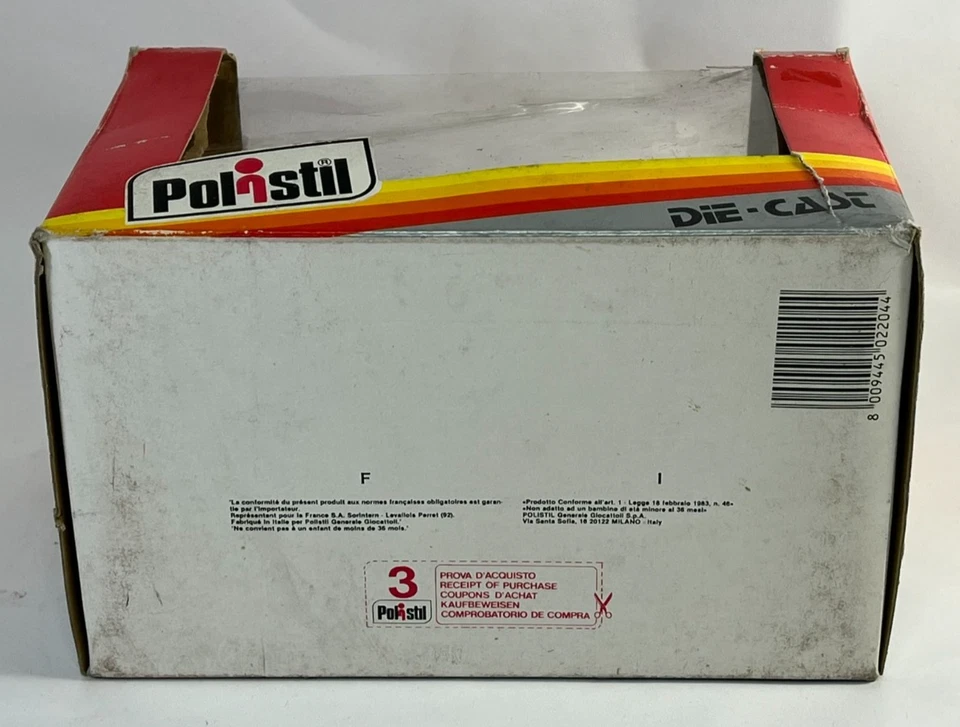 Polistil®
DIE-CAST
8 009445 022044
F
"La conformité du présent produit aux normes françaises obligatoires est garan-
tie par l'importateur.
Représentant pour la France S.A. Sorintern - Levallois Perret (92).
Fabriqué in Italie per Polistil Generale Giocattoli."
"Ne convient pas à un enfant de moins de 36 mois."
I
«Prodotto Conforme all'art. 1 - Legge 18 febbraio 1983, n. 46»
«Non adatto ad un bambino di età minore ai 36 mesi»
POLISTIL Generale Giocattoli S.p.A.
Via Santa Sofia, 18 20122 MILANO - Italy
3
Polistil
PROVA D'ACQUISTO
RECEIPT OF PURCHASE
COUPONS D'ACHAT
KAUFBEWEISEN
COMPROBATORIO DE COMPRA